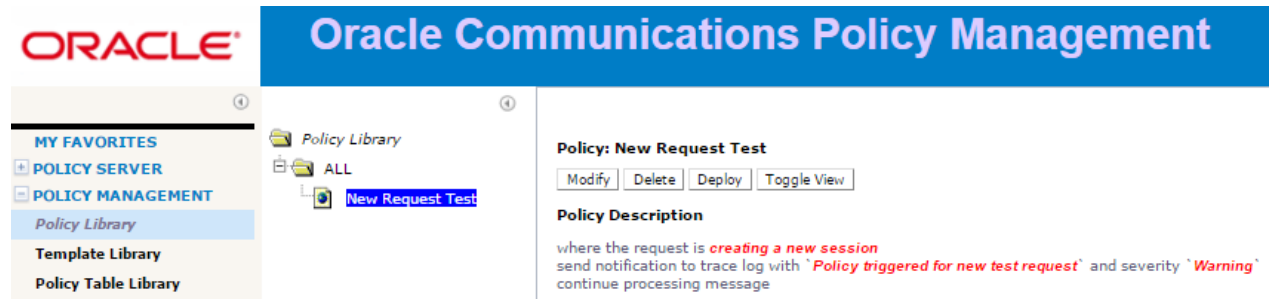 ORACLE
Oracle Communications Policy Management
MY FAVORITES
POLICY SERVER
POLICY MANAGEMENT
Policy Library
Template Library
Policy Table Library
Policy Library
ALL
New Request Test
Policy: New Request Test
Modify Delete Deploy Toggle View
Policy Description
where the request is creating a new session
send notification to trace log with `Policy triggered for new test request` and severity `Warning`
continue processing message